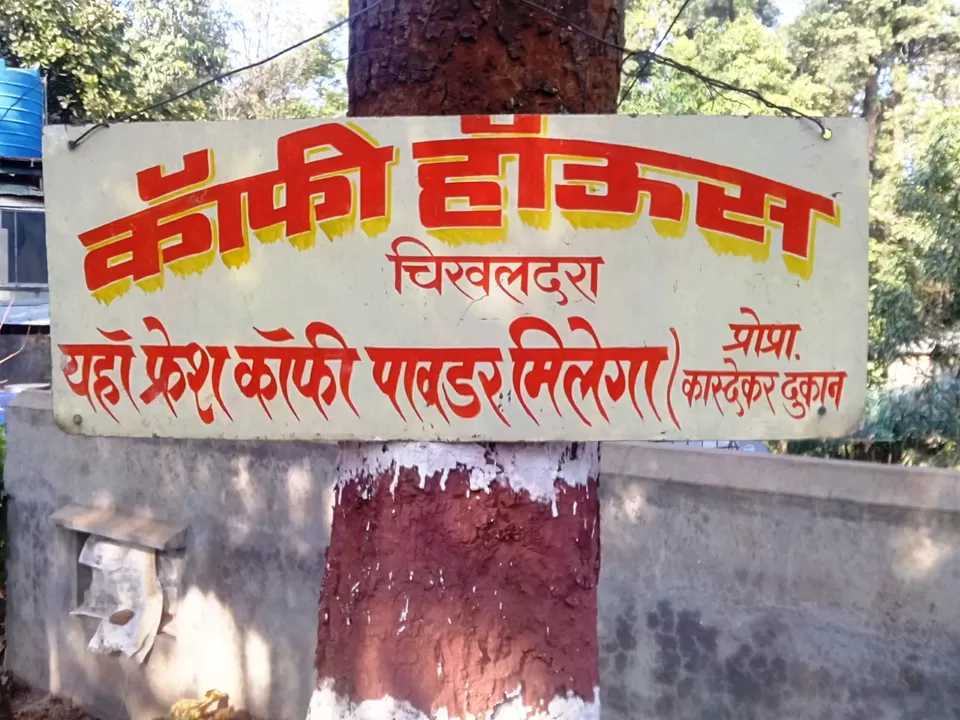 कॉफी हॉऊस
चिखलदरा
यहाँ फ्रेश कॉफी पावडर मिलेगा
प्रोप्रा.
कास्देकर दुकान